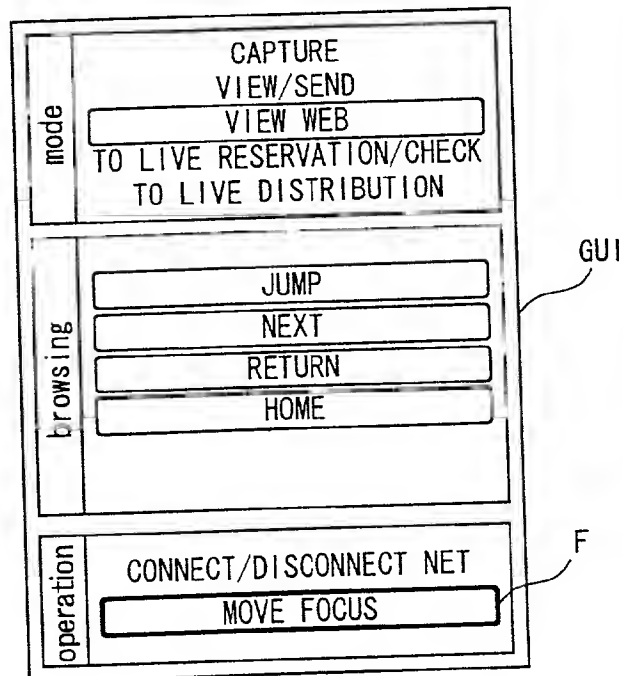 mode
CAPTURE
VIEW/SEND
VIEW WEB
TO LIVE RESERVATION/CHECK
TO LIVE DISTRIBUTION
GUI
browsing
JUMP
NEXT
RETURN
HOME
operation
CONNECT/DISCONNECT NET
MOVE FOCUS
F